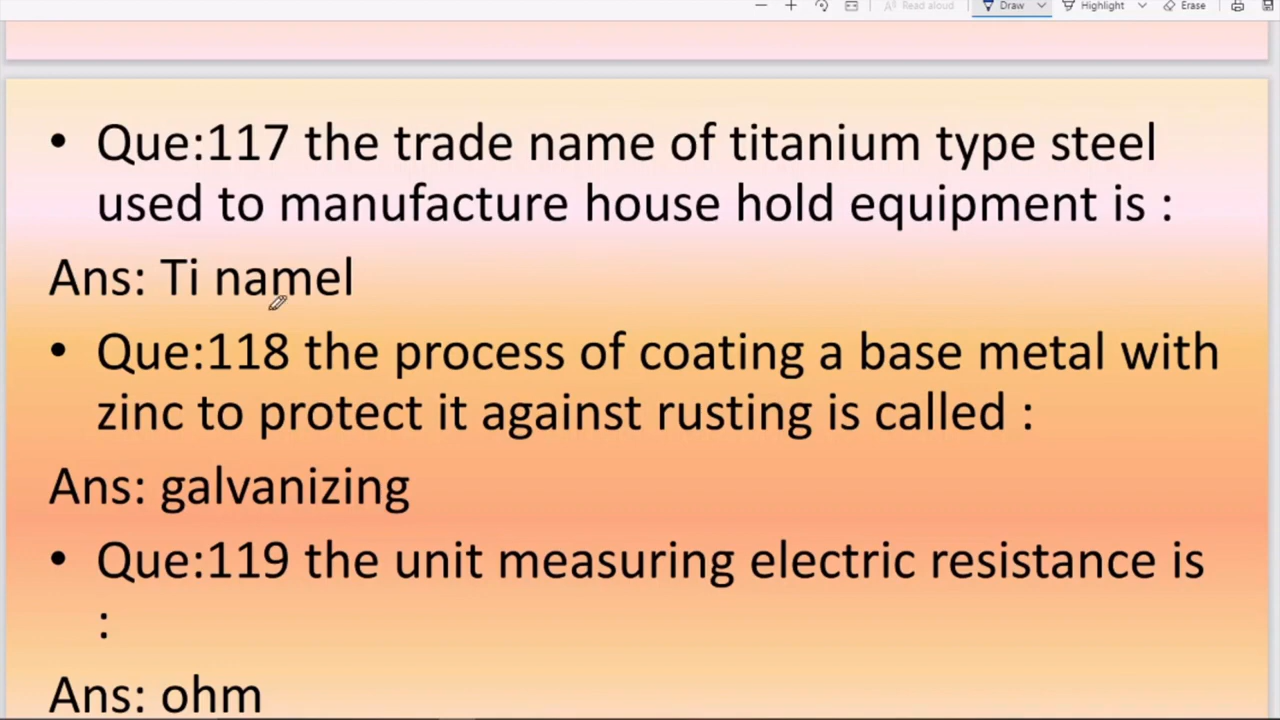 Read aloud Draw Highlight Erase
• Que:117 the trade name of titanium type steel
used to manufacture house hold equipment is :
Ans: Ti namel
• Que:118 the process of coating a base metal with
zinc to protect it against rusting is called :
Ans: galvanizing
• Que:119 the unit measuring electric resistance is
:
Ans: ohm